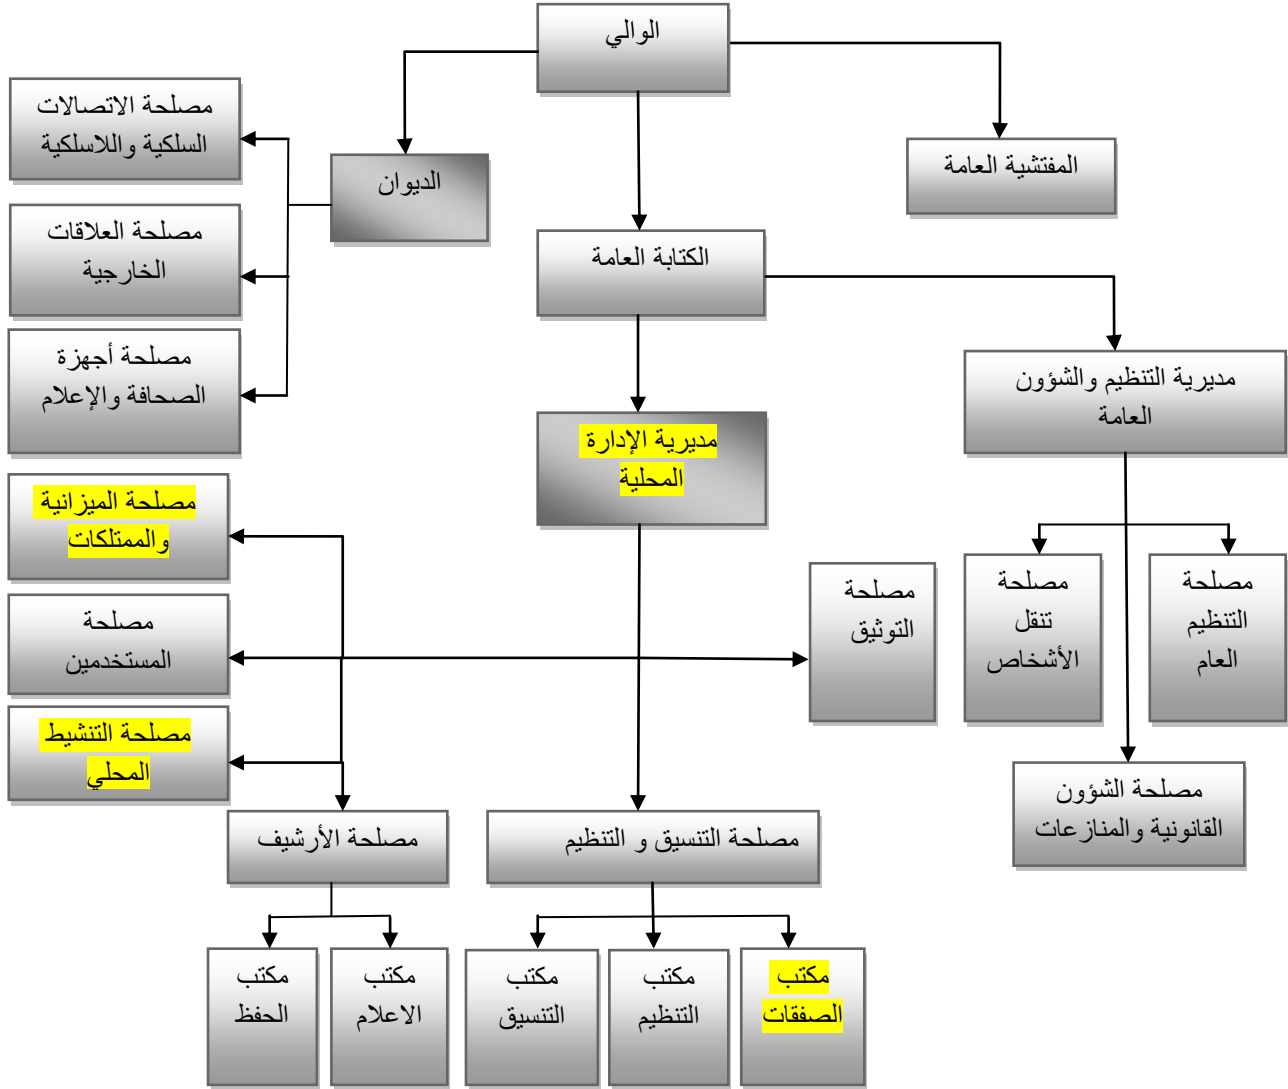 الوالي
مصلحة الاتصالات
السلكية واللاسلكية
المفتشية العامة
الديوان
مصلحة العلاقات
الخارجية
الكتابة العامة
مصلحة أجهزة
الصحافة والإعلام
مديرية التنظيم والشؤون
العامة
مديرية الإدارة
المحلية
مصلحة الميزانية
والممتلكات
مصلحة
التنظيم
العام
مصلحة
تنقل
الأشخاص
مصلحة
التوثيق
مصلحة
المستخدمين
مصلحة التنشيط
المحلي
مصلحة الشؤون
القانونية والمنازعات
مصلحة التنسيق و التنظيم
مصلحة الأرشيف
مكتب
الصفقات
مكتب
التنظيم
مكتب
التنسيق
مكتب
الاعلام
مكتب
الحفظ